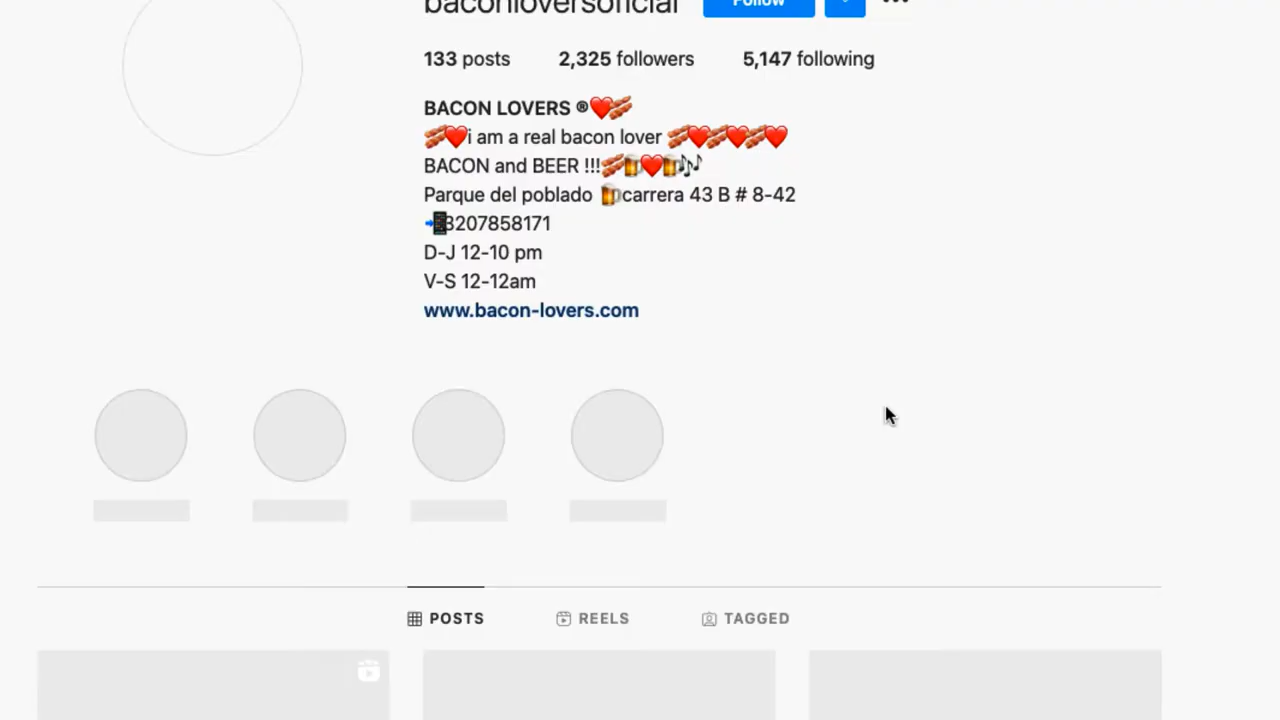 baconloversoficial Follow
133 posts 2,325 followers 5,147 following
BACON LOVERS ®❤️🥓
🥓❤️i am a real bacon lover 🥓❤️🥓❤️🥓❤️
BACON and BEER !!!🥓🍺❤️🍺🎶
Parque del poblado 🍺carrera 43 B # 8-42
📲3207858171
D-J 12-10 pm
V-S 12-12am
www.bacon-lovers.com
POSTS REELS TAGGED